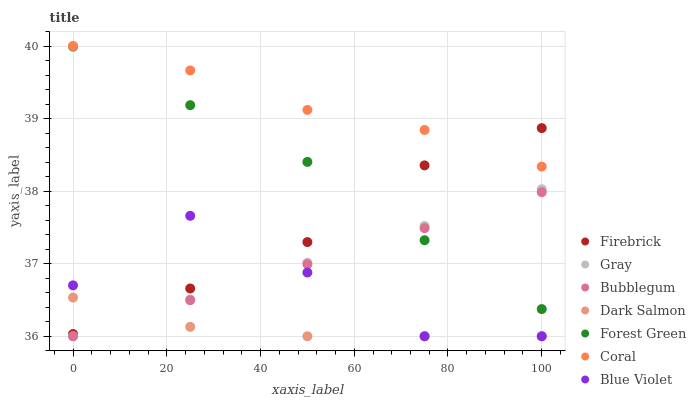 title
yaxis_label
40
39
38
37
36
0
20
40
60
80
100
xaxis_label
Firebrick
Gray
Bubblegum
Dark Salmon
Forest Green
Coral
Blue Violet